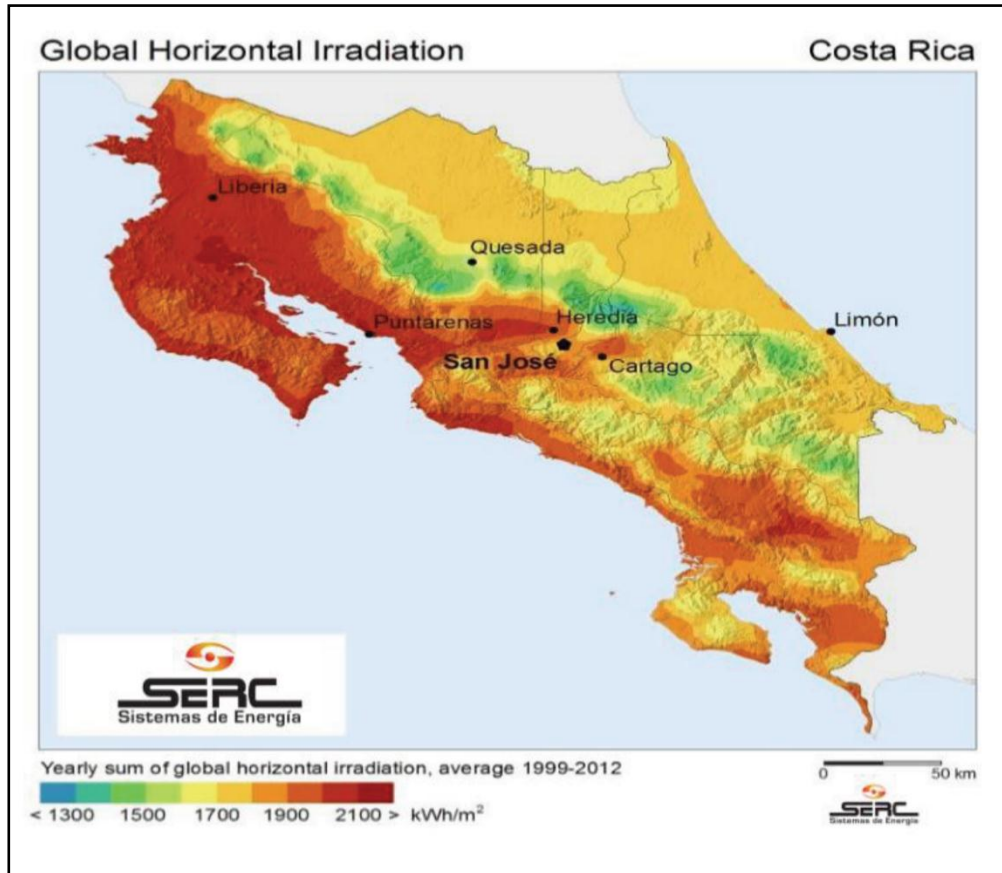 Global Horizontal Irradiation
Costa Rica
Liberia
Quesada
Puntarenas
Heredia
Limón
San José
Cartago
SERC
Sistemas de Energía
Yearly sum of global horizontal irradiation, average 1999-2012
0 50 km
< 1300 1500 1700 1900 2100 > kWh/m²
SERC
Sistemas de Energía